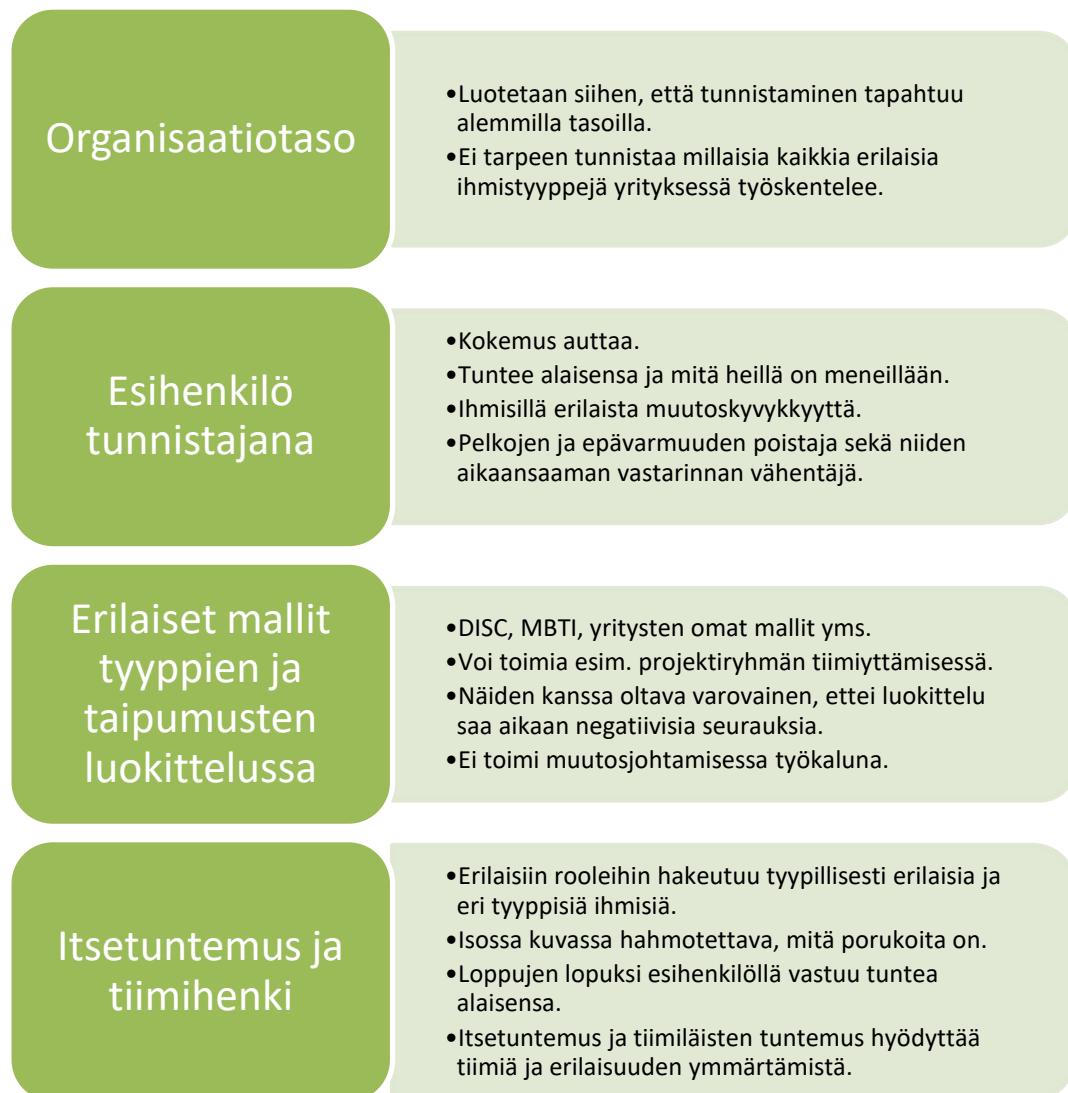 Organisaatiotaso
•Luotetaan siihen, että tunnistaminen tapahtuu
alemmilla tasoilla.
•Ei tarpeen tunnistaa millaisia kaikkia erilaisia
ihmistyyppejä yrityksessä työskentelee.
Esihenkilö
tunnistajana
•Kokemus auttaa.
•Tuntee alaisensa ja mitä heillä on meneillään.
•Ihmisillä erilaista muutoskyvykkyyttä.
•Pelkojen ja epävarmuuden poistaja sekä niiden
aikaansaaman vastarinnan vähentäjä.
Erilaiset mallit
tyyppien ja
taipumusten
luokittelussa
•DISC, MBTI, yritysten omat mallit yms.
•Voi toimia esim. projektiryhmän tiimiyttämisessä.
•Näiden kanssa oltava varovainen, ettei luokittelu
saa aikaan negatiivisia seurauksia.
•Ei toimi muutosjohtamisessa työkaluna.
Itsetuntemus ja
tiimihenki
•Erilaisiin rooleihin hakeutuu tyypillisesti erilaisia ja
eri tyyppisiä ihmisiä.
•Isossa kuvassa hahmotettava, mitä porukoita on.
•Loppujen lopuksi esihenkilöllä vastuu tuntea
alaisensa.
•Itsetuntemus ja tiimiläisten tuntemus hyödyttää
tiimiä ja erilaisuuden ymmärtämistä.